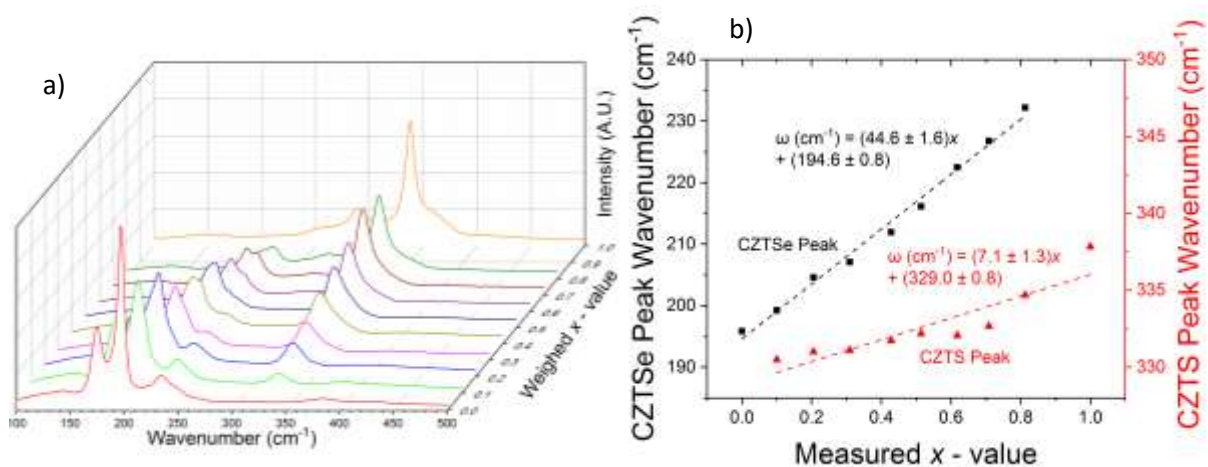 a)
Intensity (A.U.)
1.0
0.9
0.8
0.7
0.6
0.5
0.4
0.3
0.2
0.1
0.0
Weighed x - value
100 150 200 250 300 350 400 450 500
Wavenumber (cm⁻¹)
b)
CZTSe Peak Wavenumber (cm⁻¹)
240
230
220
210
200
190
ω (cm⁻¹) = (44.6 ± 1.6)x
+ (194.6 ± 0.8)
CZTSe Peak
ω (cm⁻¹) = (7.1 ± 1.3)x
+ (329.0 ± 0.8)
CZTS Peak
0.0 0.2 0.4 0.6 0.8 1.0
Measured x - value
350
345
340
335
330
CZTS Peak Wavenumber (cm⁻¹)